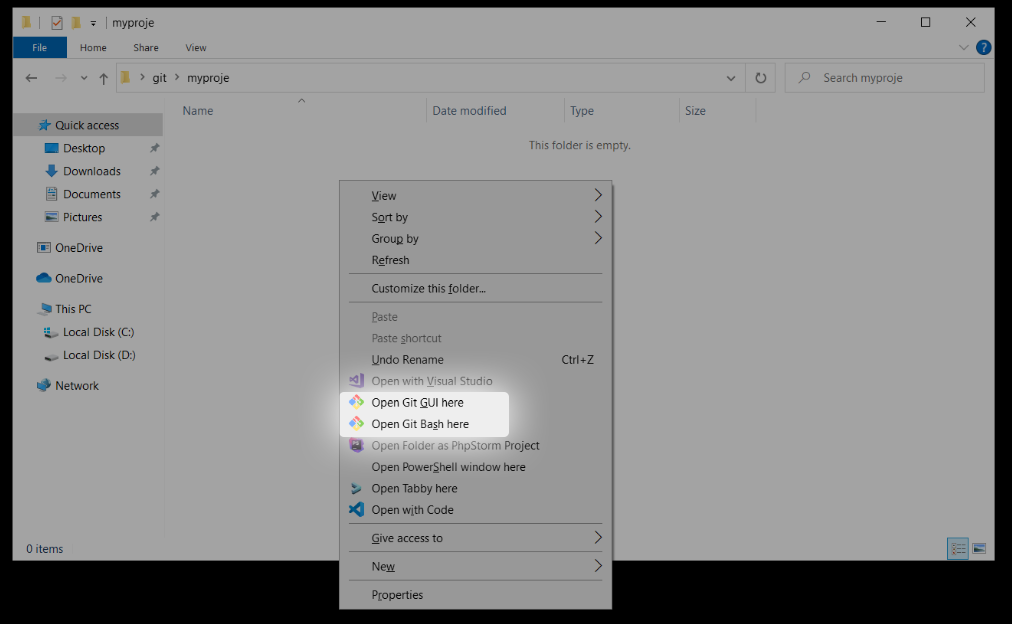 myproje
File Home Share View
git myproje
Search myproje
Name Date modified Type Size
This folder is empty.
Quick access
Desktop
Downloads
Documents
Pictures
OneDrive
OneDrive
This PC
Local Disk (C:)
Local Disk (D:)
Network
View
Sort by
Group by
Refresh
Customize this folder...
Paste
Paste shortcut
Undo Rename Ctrl+Z
Open with Visual Studio
Open Git GUI here
Open Git Bash here
Open Folder as PhpStorm Project
Open PowerShell window here
Open Tabby here
Open with Code
Give access to
New
Properties
0 items